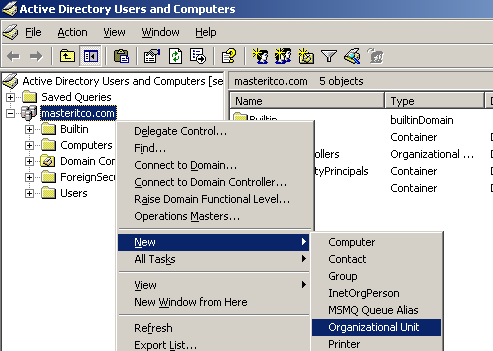 Active Directory Users and Computers
File Action View Window Help
Active Directory Users and Computers [se
masteritco.com 5 objects
Saved Queries
Name Type
masteritco.com
Builtin builtinDomain
Builtin
Delegate Control...
Container
Computers
Find...
Domain Con
Connect to Domain...
ollers Organizational ...
ForeignSecu
Connect to Domain Controller...
tyPrincipals Container
Users
Raise Domain Functional Level...
Container
Operations Masters...
New
Computer
All Tasks
Contact
Group
View
InetOrgPerson
New Window from Here
MSMQ Queue Alias
Refresh
Organizational Unit
Export List...
Printer